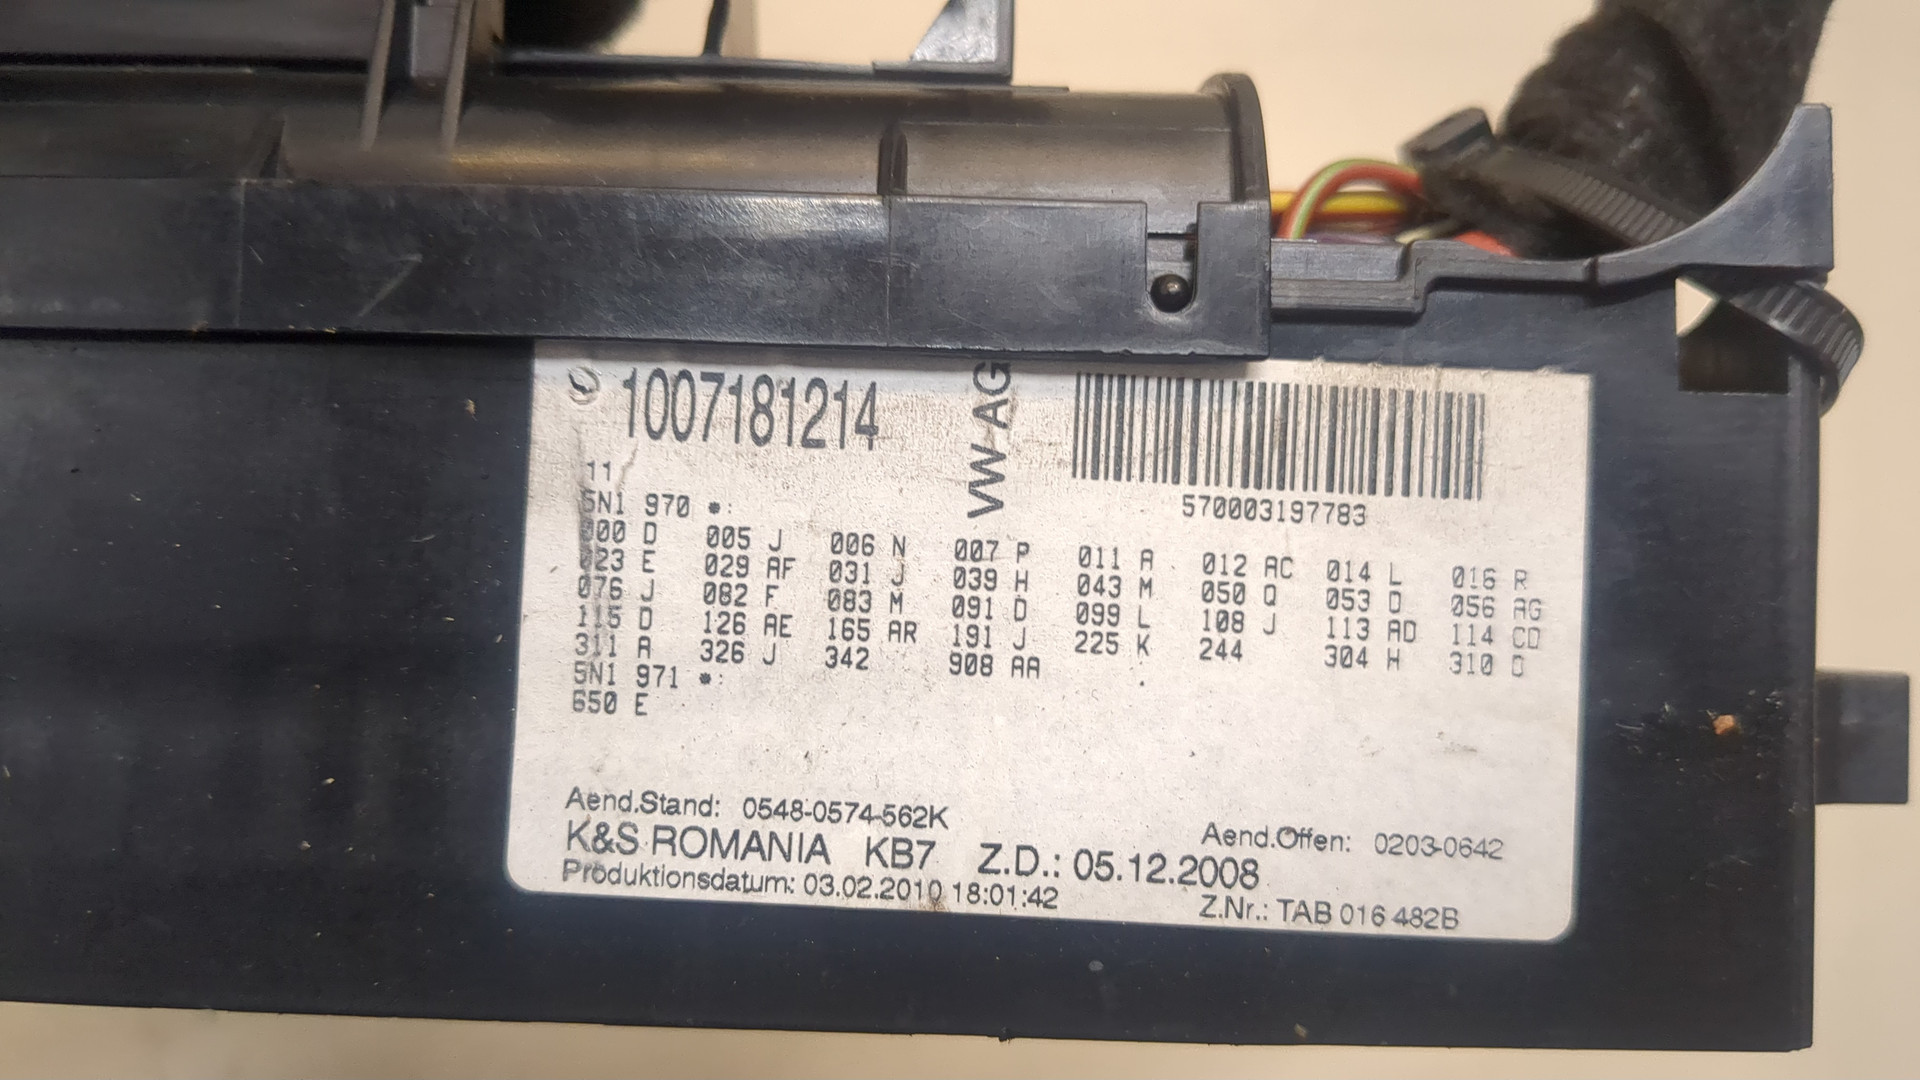 1007181214
VW AG
570003197783
11
5N1 970 *:
000 D 005 J 006 N 007 P 011 A 012 AC 014 L 016 R
023 E 029 AF 031 J 039 H 043 M 050 Q 053 D 056 AG
076 J 082 F 083 M 091 D 099 L 108 J 113 AD 114 CD
115 D 126 AE 165 AR 191 J 225 K 244 304 H 310 D
311 A 326 J 342 908 AA
5N1 971 *:
650 E
Aend.Stand: 0548-0574-562K
Aend.Offen: 0203-0642
K&S ROMANIA KB7 Z.D.: 05.12.2008
Produktionsdatum: 03.02.2010 18:01:42
Z.Nr.: TAB 016 482B